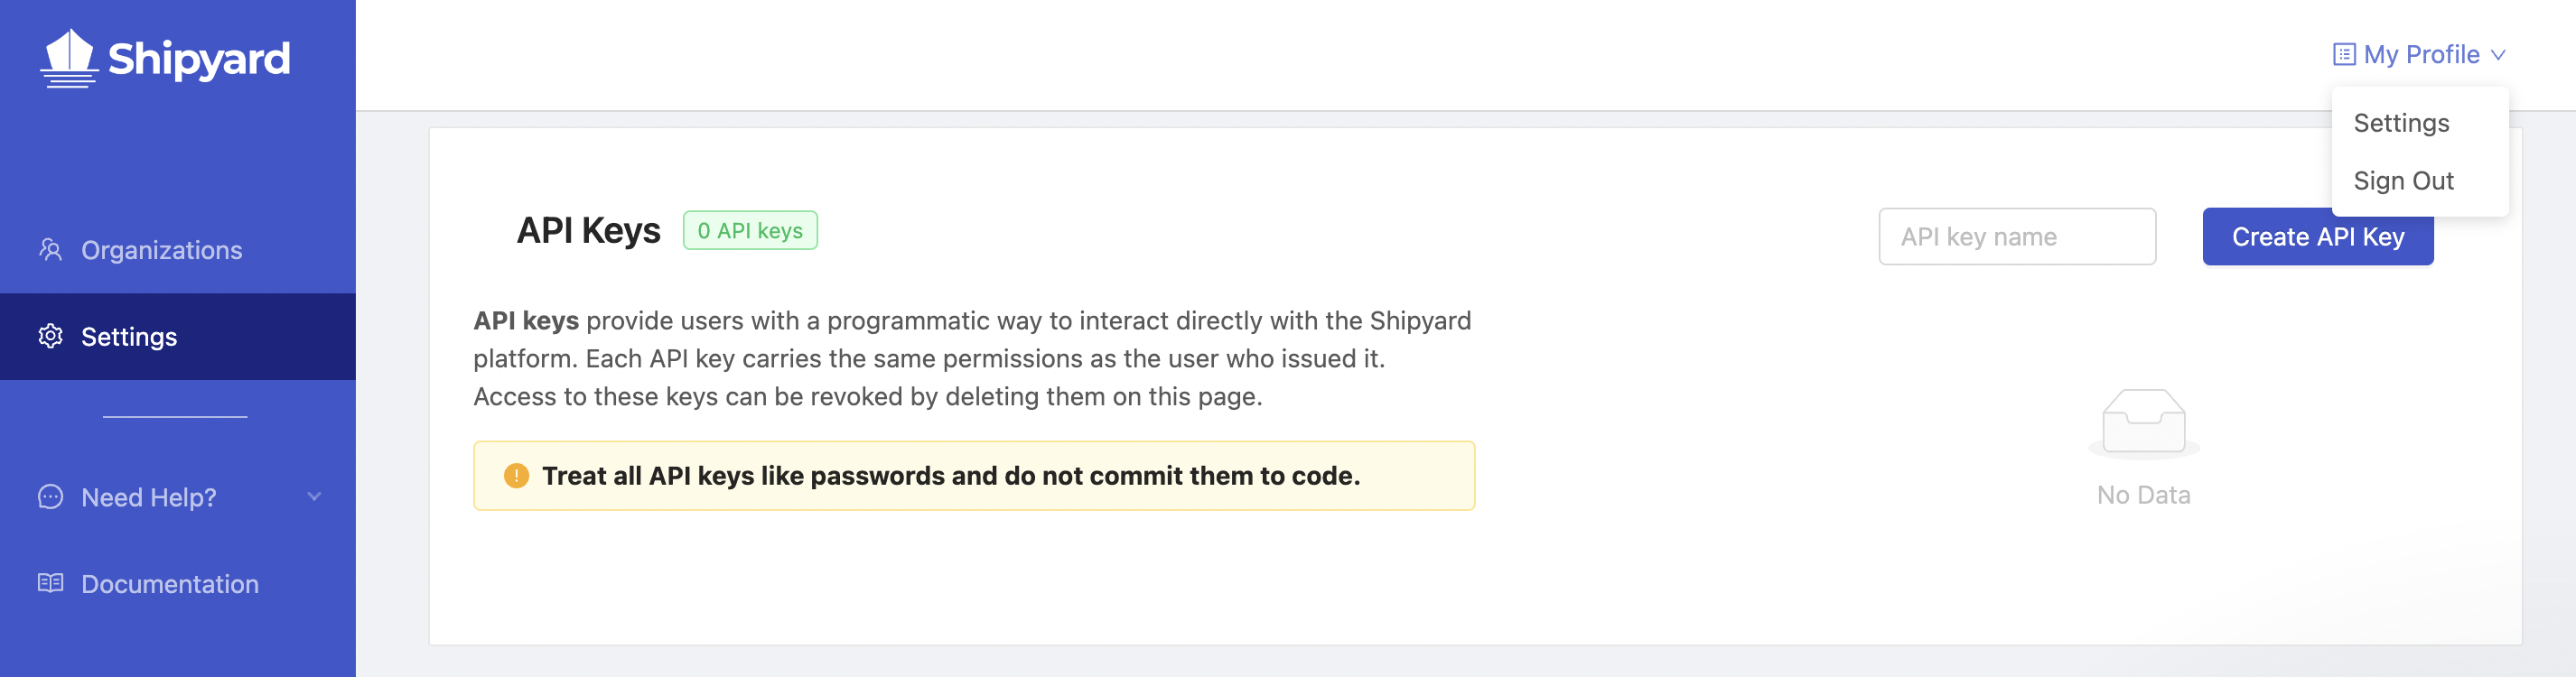 Shipyard
My Profile
Settings
Sign Out
Organizations
Settings
Need Help?
Documentation
API Keys
0 API keys
API key name
Create API Key
API keys provide users with a programmatic way to interact directly with the Shipyard
platform. Each API key carries the same permissions as the user who issued it.
Access to these keys can be revoked by deleting them on this page.
Treat all API keys like passwords and do not commit them to code.
No Data